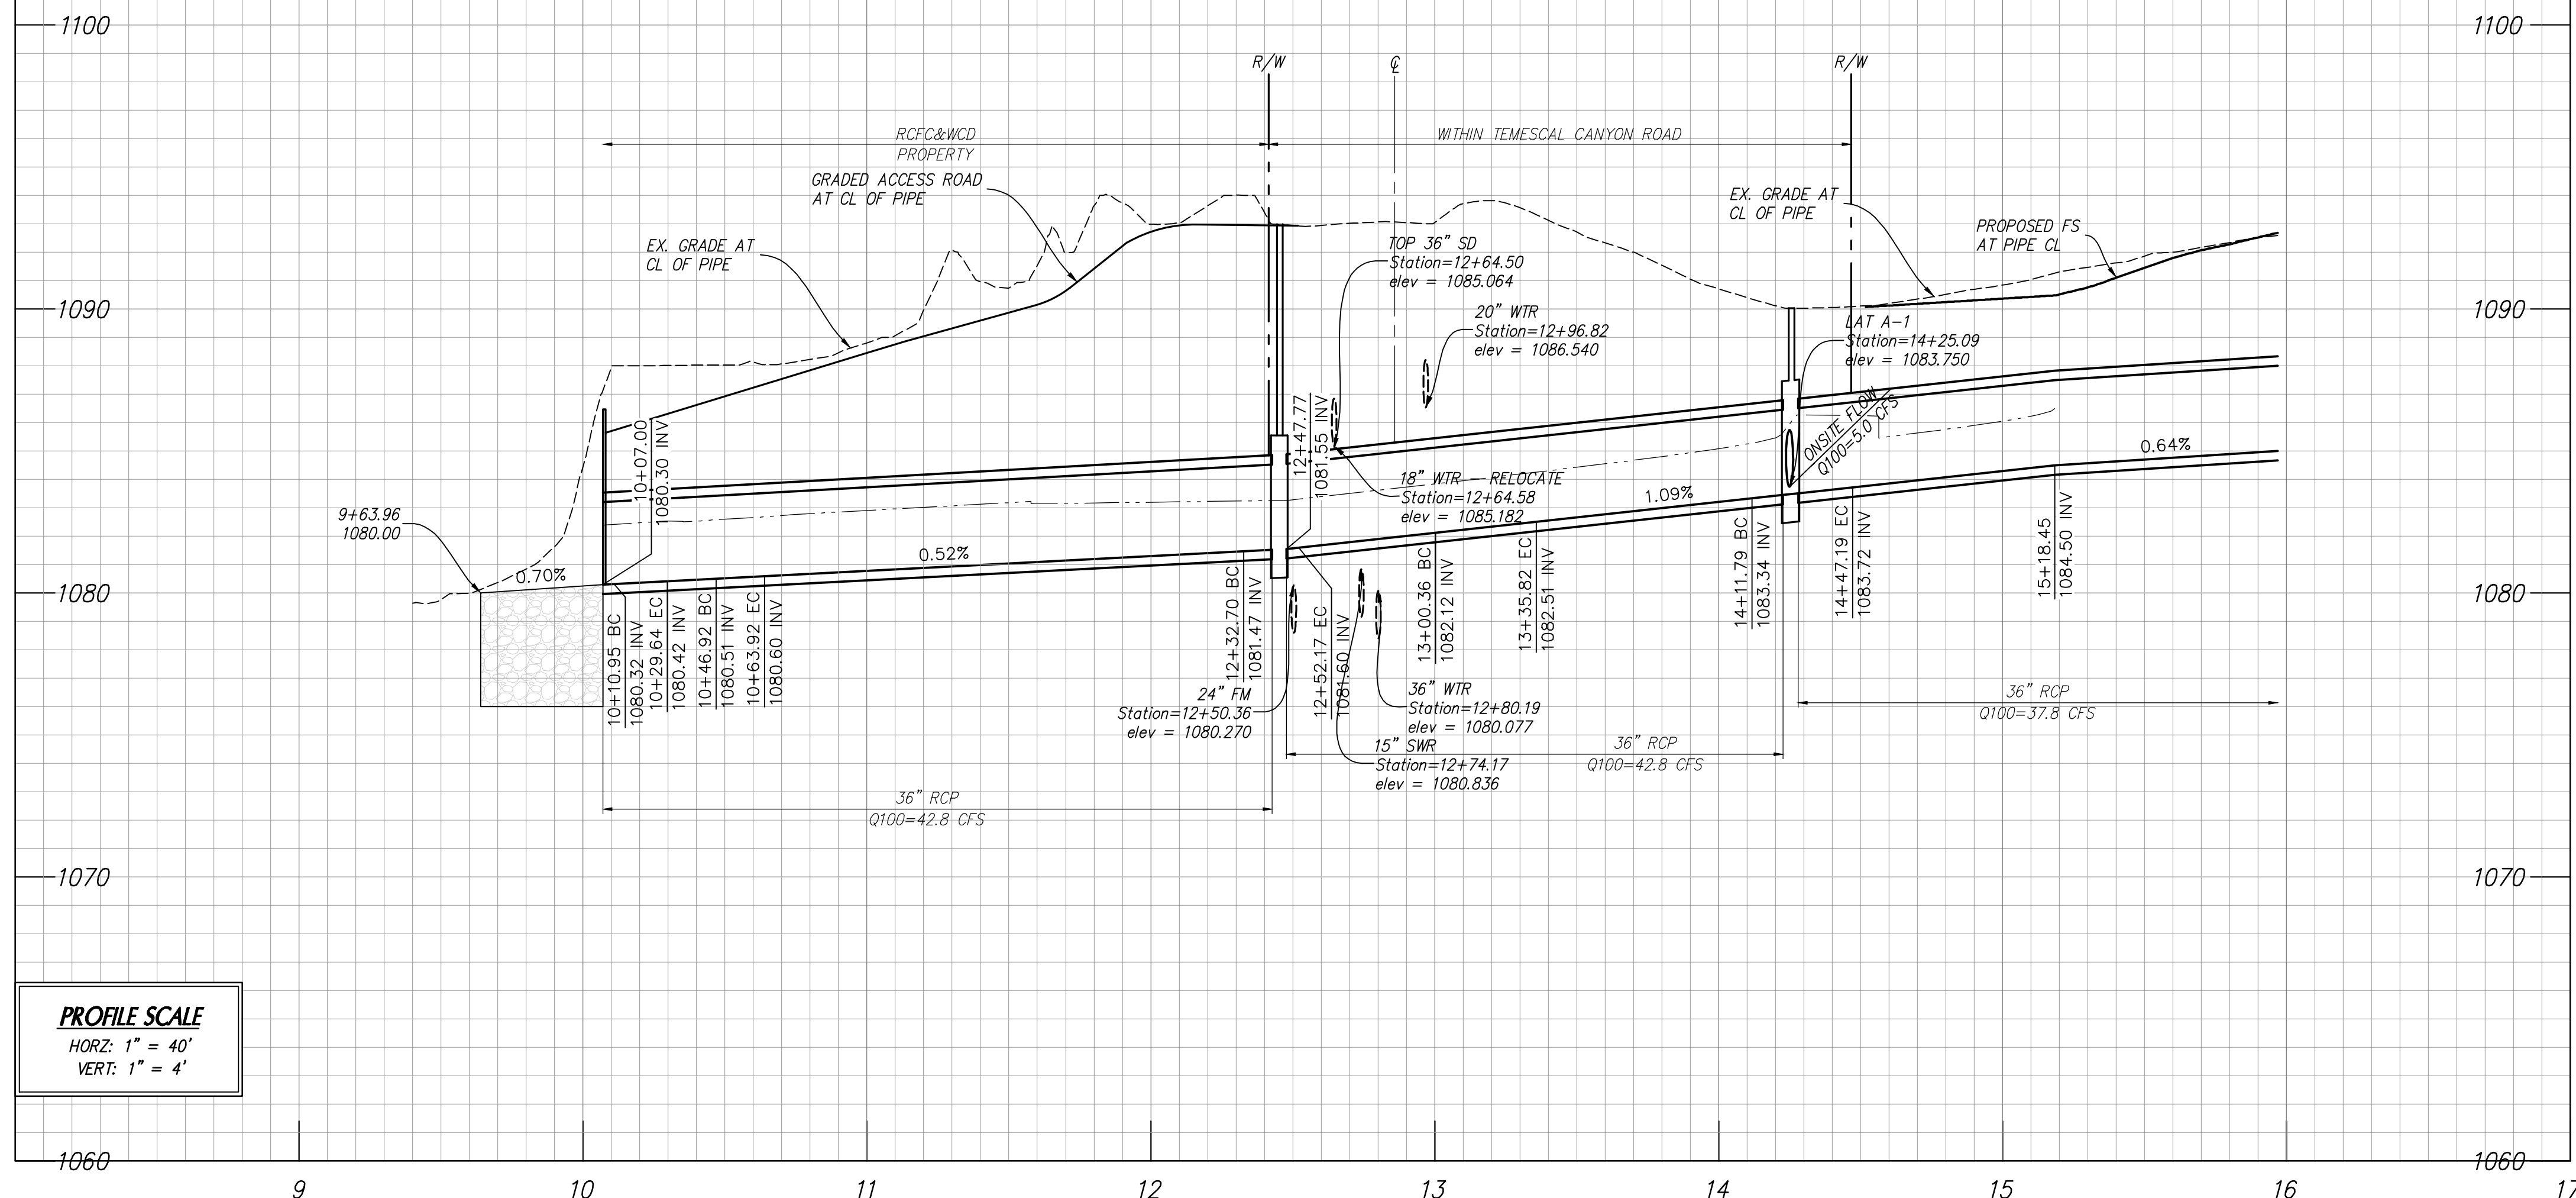 1100
1100
R/W
℄
R/W
RCFC&WCD
PROPERTY
WITHIN TEMESCAL CANYON ROAD
GRADED ACCESS ROAD
AT CL OF PIPE
EX. GRADE AT
CL OF PIPE
EX. GRADE AT
CL OF PIPE
PROPOSED FS
AT PIPE CL
TOP 36" SD
Station=12+64.50
elev = 1085.064
20" WTR
Station=12+96.82
elev = 1086.540
1090
1090
LAT A-1
Station=14+25.09
elev = 1083.750
ONSITE FLOW
Q100=5.0 CFS
10+07.00
1080.30 INV
12+47.77
1081.55 INV
18" WTR - RELOCATE
Station=12+64.58
elev = 1085.182
9+63.96
1080.00
0.70%
0.52%
1.09%
0.64%
1080
1080
10+10.95 BC
1080.32 INV
10+29.64 EC
1080.42 INV
10+46.92 BC
1080.51 INV
10+63.92 EC
1080.60 INV
12+32.70 BC
1081.47 INV
12+52.17 EC
1081.60 INV
13+00.36 BC
1082.12 INV
13+35.82 EC
1082.51 INV
14+11.79 BC
1083.34 INV
14+47.19 EC
1083.72 INV
15+18.45
1084.50 INV
24" FM
Station=12+50.36
elev = 1080.270
36" WTR
Station=12+80.19
elev = 1080.077
15" SWR
Station=12+74.17
elev = 1080.836
36" RCP
Q100=42.8 CFS
36" RCP
Q100=42.8 CFS
36" RCP
Q100=37.8 CFS
1070
1070
PROFILE SCALE
HORZ: 1" = 40'
VERT: 1" = 4'
1060
1060
9
10
11
12
13
14
15
16
17